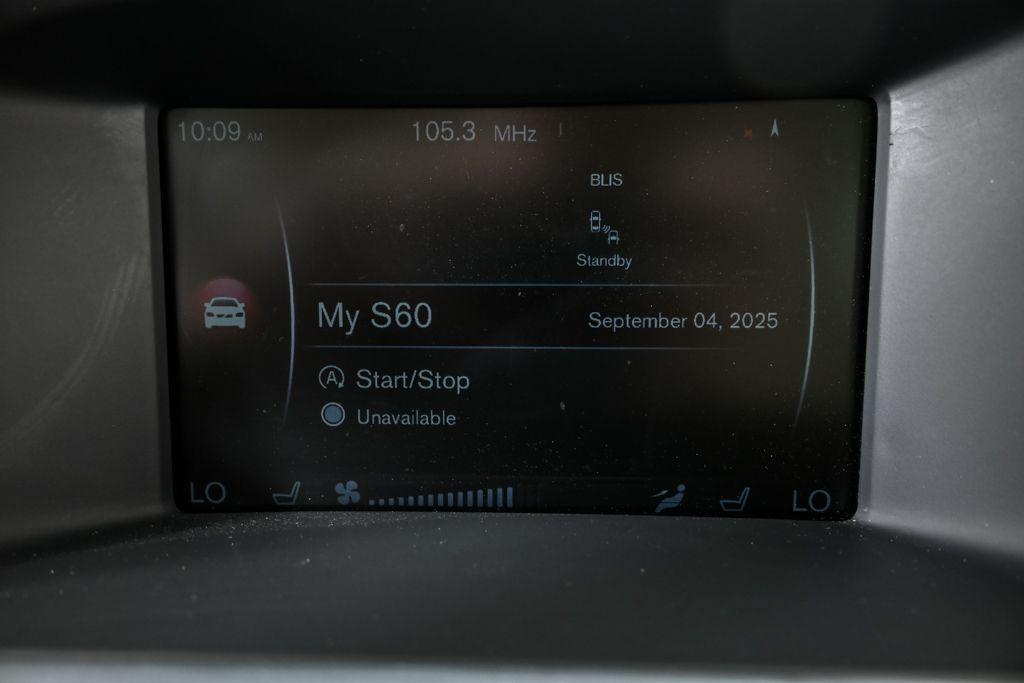 10:09 AM
105.3 MHz
BLIS
Standby
My S60
September 04, 2025
A Start/Stop
Unavailable
LO
LO